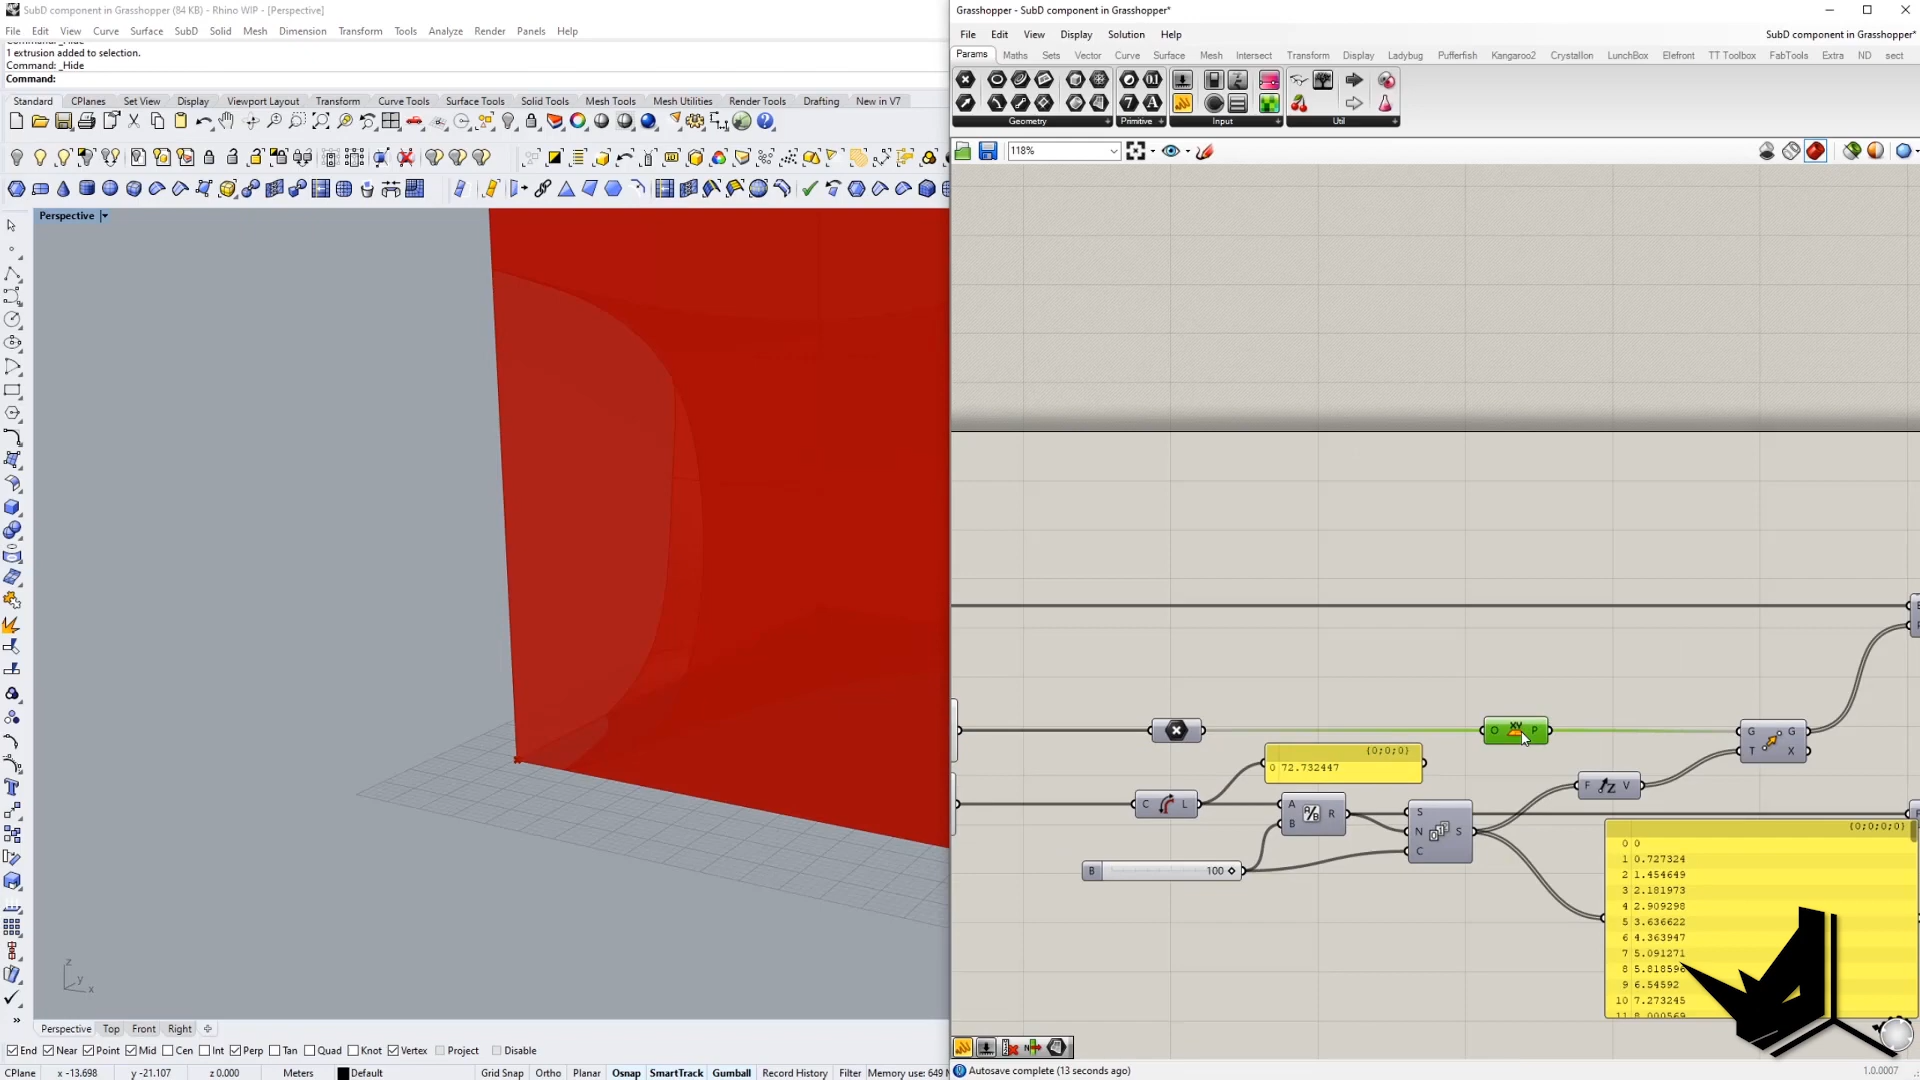 SubD component in Grasshopper (84 KB) - Rhino WIP - [Perspective]
File Edit View Curve Surface SubD Solid Mesh Dimension Transform Tools Analyze Render Panels Help
1 extrusion added to selection.
Command: _Hide
Command:
Standard CPlanes Set View Display Viewport Layout Transform Curve Tools Surface Tools Solid Tools Mesh Tools Mesh Utilities Render Tools Drafting New in V7
Perspective
z
y
x
Perspective Top Front Right
End Near Point Mid Cen Int Perp Tan Quad Knot Vertex Project Disable
CPlane x -13.698 y -21.107 z 0.000 Meters Default Grid Snap Ortho Planar Osnap SmartTrack Gumball Record History Filter Memory use: 649
Grasshopper - SubD component in Grasshopper*
File Edit View Display Solution Help
SubD component in Grasshopper*
Params Maths Sets Vector Curve Surface Mesh Intersect Transform Display Ladybug Pufferfish Kangaroo2 Crystallon LunchBox Elefront TT Toolbox FabTools Extra ND sect
Geometry Primitive Input Util
118%
O XY P
G G
T X
{0;0;0}
0 72.732447
F Z V
C L
A A/B R
B
S S
N
C
B 100
{0;0;0;0}
0 0
1 0.727324
2 1.454649
3 2.181973
4 2.909298
5 3.636622
6 4.363947
7 5.091271
8 5.818596
9 6.54592
10 7.273245
11 8.000569
Autosave complete (13 seconds ago)
1.0.0007